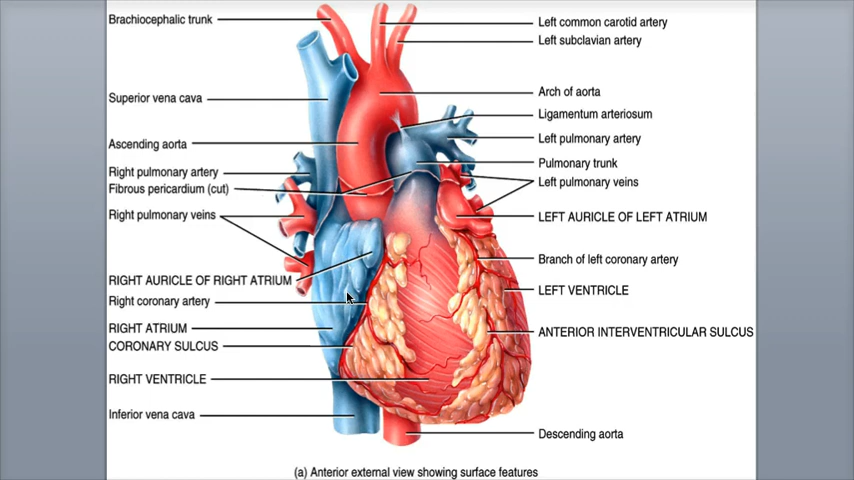 Brachiocephalic trunk
Superior vena cava
Ascending aorta
Right pulmonary artery
Fibrous pericardium (cut)
Right pulmonary veins
RIGHT AURICLE OF RIGHT ATRIUM
Right coronary artery
RIGHT ATRIUM
CORONARY SULCUS
RIGHT VENTRICLE
Inferior vena cava
Left common carotid artery
Left subclavian artery
Arch of aorta
Ligamentum arteriosum
Left pulmonary artery
Pulmonary trunk
Left pulmonary veins
LEFT AURICLE OF LEFT ATRIUM
Branch of left coronary artery
LEFT VENTRICLE
ANTERIOR INTERVENTRICULAR SULCUS
Descending aorta
(a) Anterior external view showing surface features